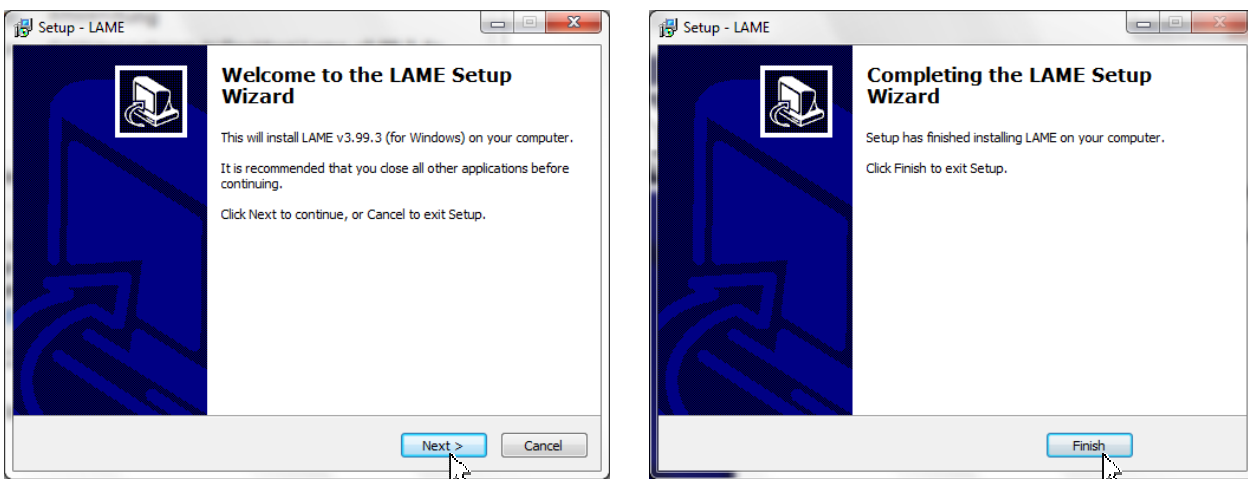 Setup - LAME
Welcome to the LAME Setup
Wizard
This will install LAME v3.99.3 (for Windows) on your computer.
It is recommended that you close all other applications before
continuing.
Click Next to continue, or Cancel to exit Setup.
Next >
Cancel
Setup - LAME
Completing the LAME Setup
Wizard
Setup has finished installing LAME on your computer.
Click Finish to exit Setup.
Finish